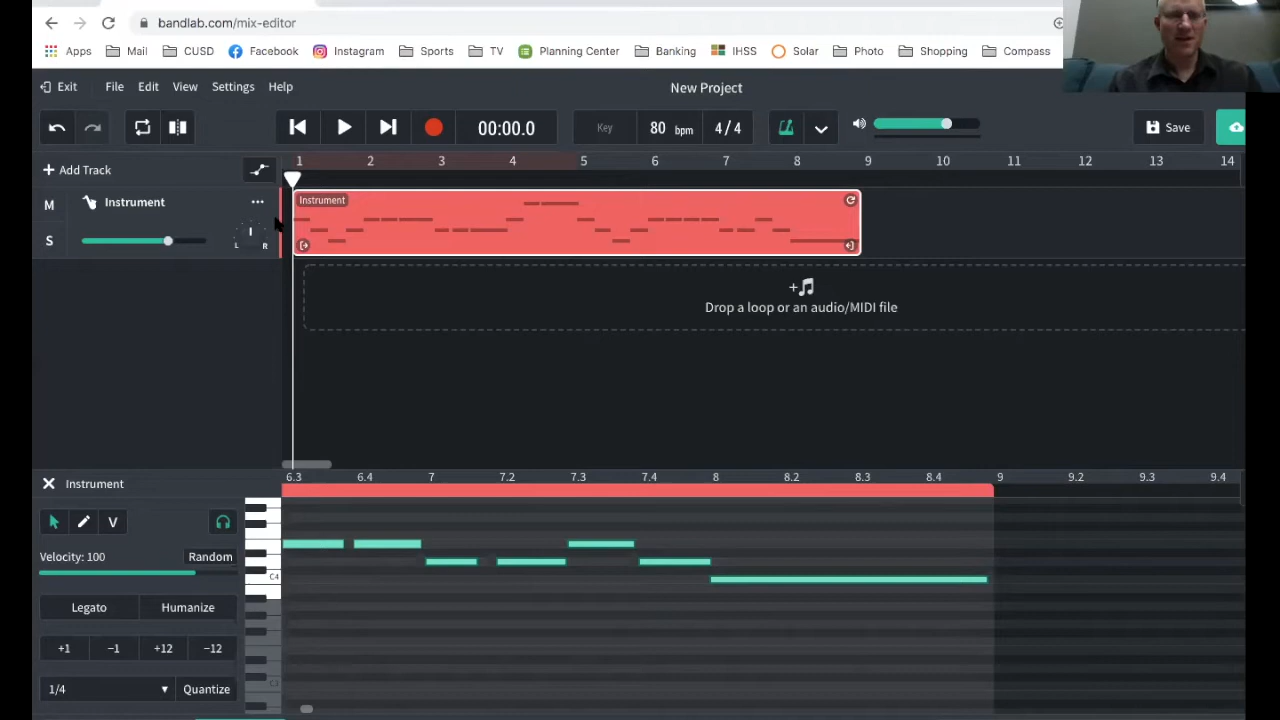 bandlab.com/mix-editor
Apps Mail CUSD Facebook Instagram Sports TV Planning Center Banking IHSS Solar Photo Shopping Compass
Exit File Edit View Settings Help New Project
00:00.0 Key 80 bpm 4/4 Save
+ Add Track 1 2 3 4 5 6 7 8 9 10 11 12 13 14
M Instrument ••• Instrument
S L R
Drop a loop or an audio/MIDI file
Instrument 6.3 6.4 7 7.2 7.3 7.4 8 8.2 8.3 8.4 9 9.2 9.3 9.4
V
Velocity: 100 Random
C4
Legato Humanize
+1 −1 +12 −12
1/4 Quantize C3